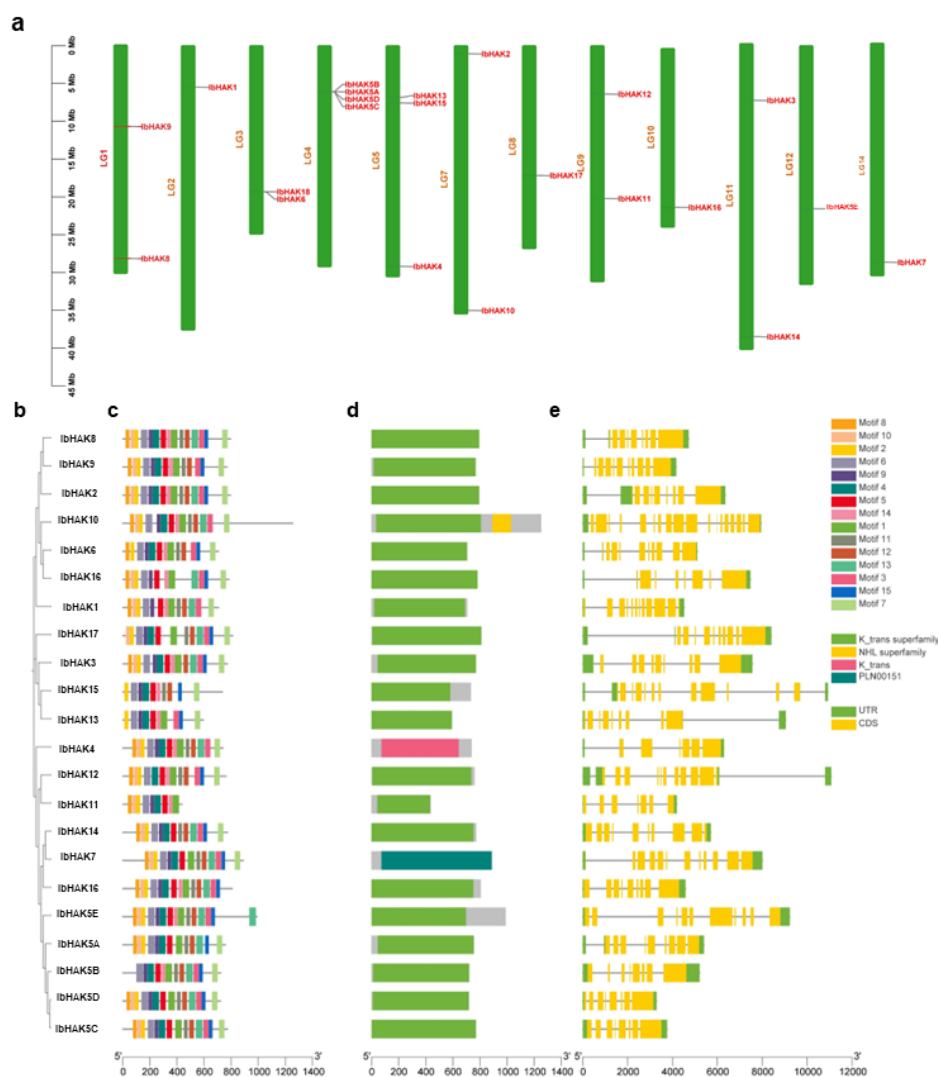 a
0 Mb
5 Mb
10 Mb
15 Mb
20 Mb
25 Mb
30 Mb
35 Mb
40 Mb
45 Mb
LG1
IbHAK9
IbHAK8
LG2
IbHAK1
LG3
IbHAK18
IbHAK6
LG4
IbHAK5B
IbHAK5A
IbHAK5D
IbHAK5C
LG5
IbHAK13
IbHAK15
IbHAK4
LG7
IbHAK2
IbHAK10
LG8
IbHAK17
LG9
IbHAK12
IbHAK11
LG10
IbHAK16
LG11
IbHAK3
IbHAK14
LG12
IbHAK5E
LG14
IbHAK7
b
c
d
e
IbHAK8
IbHAK9
IbHAK2
IbHAK10
IbHAK6
IbHAK16
IbHAK1
IbHAK17
IbHAK3
IbHAK15
IbHAK13
IbHAK4
IbHAK12
IbHAK11
IbHAK14
IbHAK7
IbHAK16
IbHAK5E
IbHAK5A
IbHAK5B
IbHAK5D
IbHAK5C
5' 3'
0 200 400 600 800 1000 1200 1400
5' 3'
0 200 400 600 800 1000 1200 1400
5' 3'
0 2000 4000 6000 8000 10000 12000
Motif 8
Motif 10
Motif 2
Motif 6
Motif 9
Motif 4
Motif 5
Motif 14
Motif 1
Motif 11
Motif 12
Motif 13
Motif 3
Motif 15
Motif 7
K_trans superfamily
NHL superfamily
K_trans
PLN00151
UTR
CDS